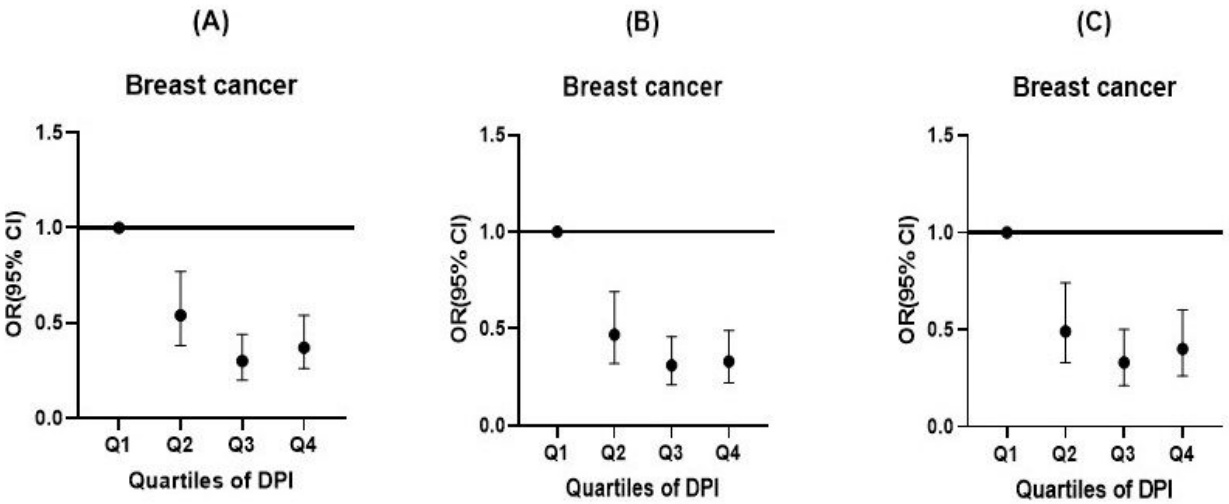 (A)
Breast cancer
OR(95% CI)
1.5
1.0
0.5
0.0
Q1 Q2 Q3 Q4
Quartiles of DPI
(B)
Breast cancer
OR(95% CI)
1.5
1.0
0.5
0.0
Q1 Q2 Q3 Q4
Quartiles of DPI
(C)
Breast cancer
OR(95% CI)
1.5
1.0
0.5
0.0
Q1 Q2 Q3 Q4
Quartiles of DPI